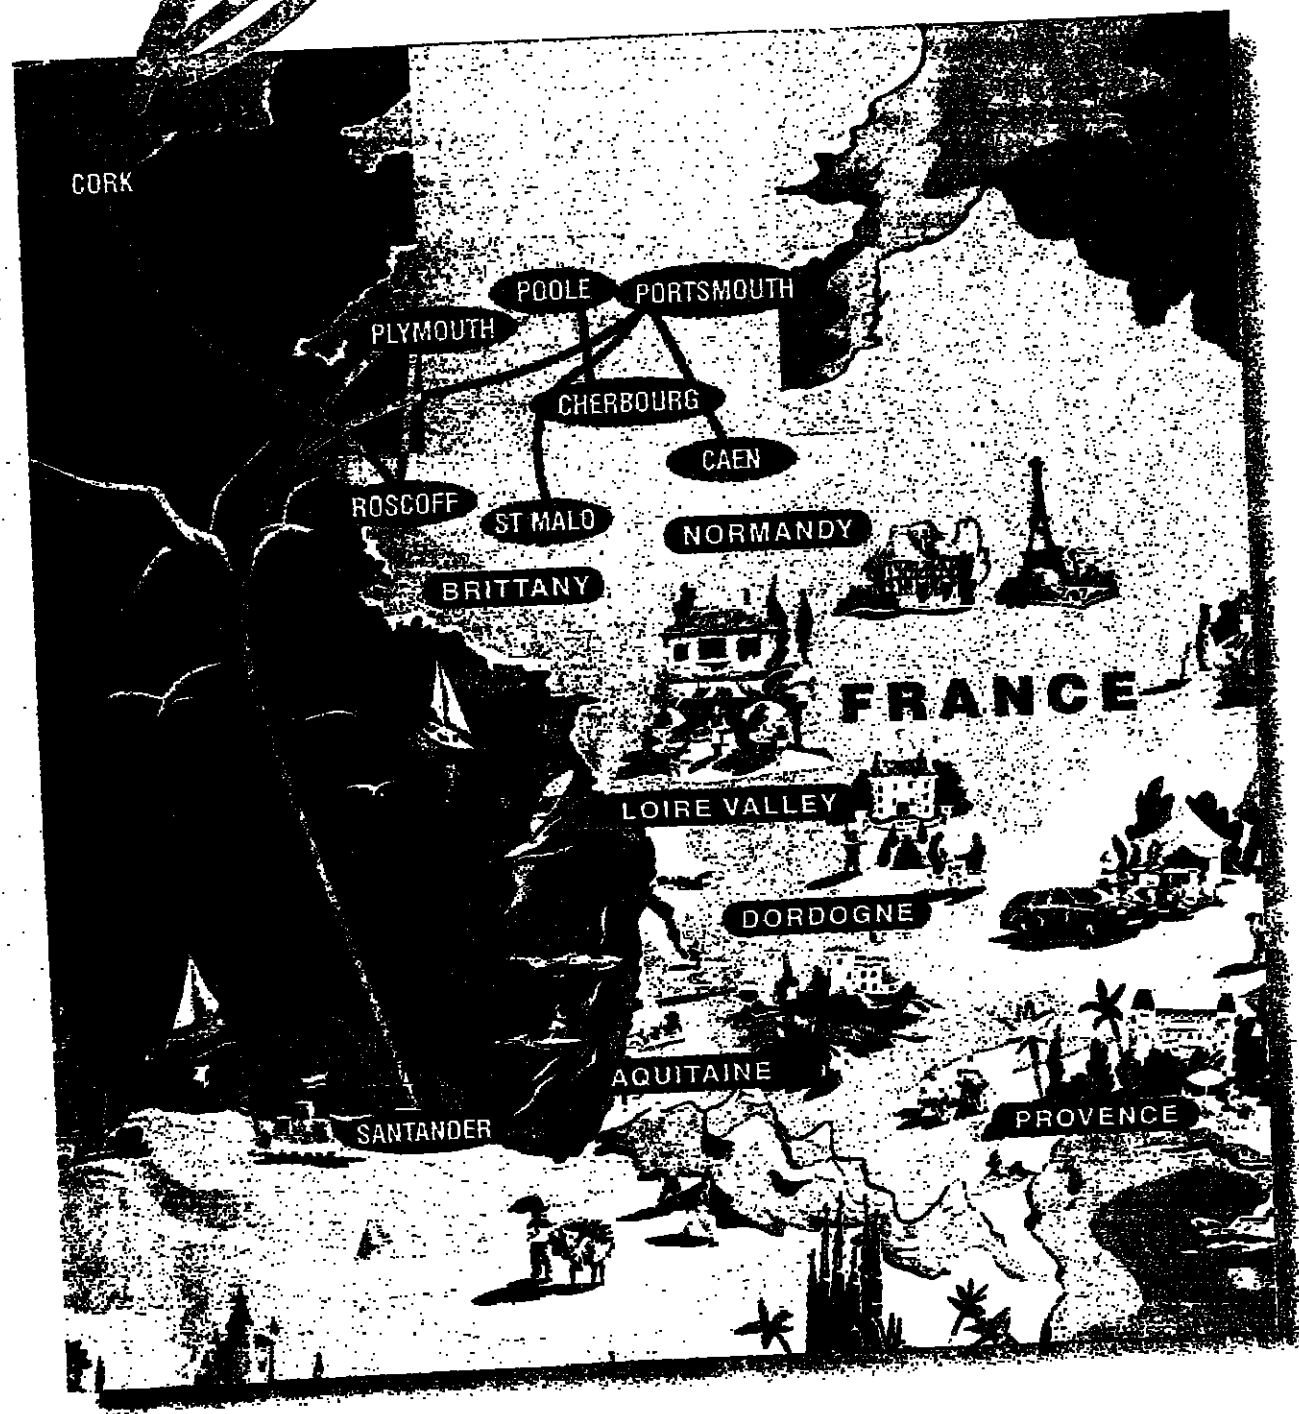 CORK
POOLE
PORTSMOUTH
PLYMOUTH
CHERBOURG
CAEN
ROSCOFF
ST MALO
NORMANDY
BRITTANY
FRANCE
LOIRE VALLEY
DORDOGNE
AQUITAINE
PROVENCE
SANTANDER